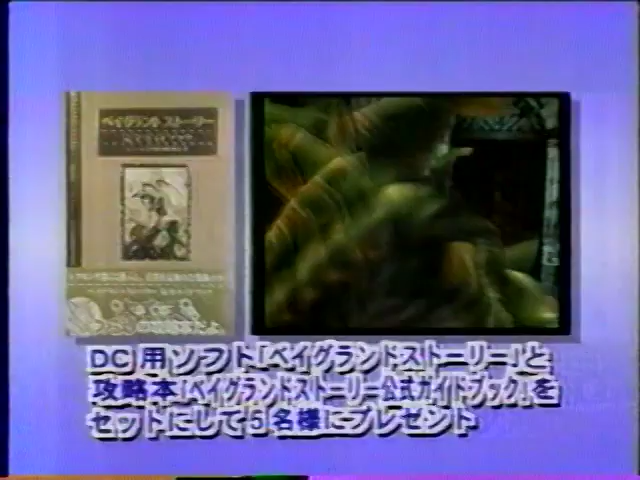 ベイグラント ストーリー
DC用ソフト「ベイグランドストーリー」と
攻略本「ベイグランドストーリー公式ガイドブック」を
セットにして5名様にプレゼント